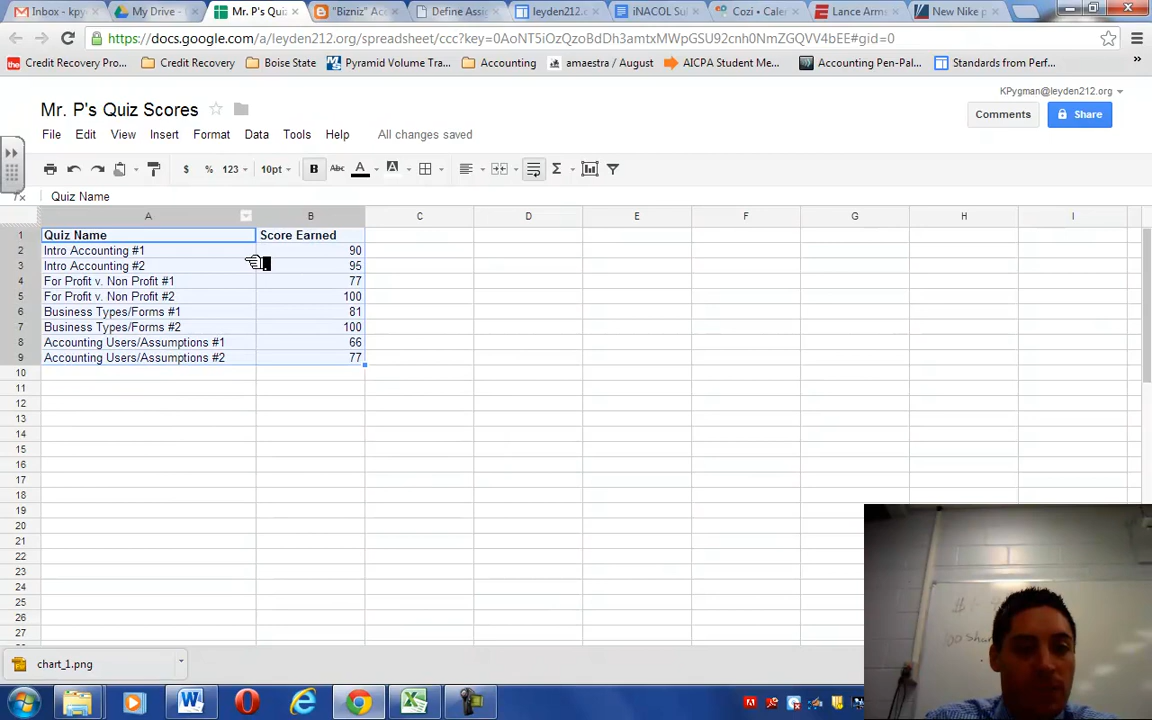 Inbox - kpy
My Drive -
Mr. P's Quiz
"Bizniz" Acc
Define Assi
leyden212.o
iNACOL Su
Cozi • Cale
Lance Arm
New Nike p
https://docs.google.com/a/leyden212.org/spreadsheet/ccc?key=0AoNT5iOzQzoBdDh3amtxMWpGSU92cnh0NmZGQVV4bEE#gid=0
Credit Recovery Pro...
Credit Recovery
Boise State
Pyramid Volume Tra...
Accounting
amaestra / August
AICPA Student Me...
Accounting Pen-Pal...
Standards from Perf...
»
KPygman@leyden212.org
Mr. P's Quiz Scores
Comments
Share
File Edit View Insert Format Data Tools Help All changes saved
$ % 123 10pt B Abc A A Σ
fx Quiz Name
A B C D E F G H I
1 Quiz Name Score Earned
2 Intro Accounting #1 90
3 Intro Accounting #2 95
4 For Profit v. Non Profit #1 77
5 For Profit v. Non Profit #2 100
6 Business Types/Forms #1 81
7 Business Types/Forms #2 100
8 Accounting Users/Assumptions #1 66
9 Accounting Users/Assumptions #2 77
10
11
12
13
14
15
16
17
18
19
20
21
22
23
24
25
26
27
chart_1.png